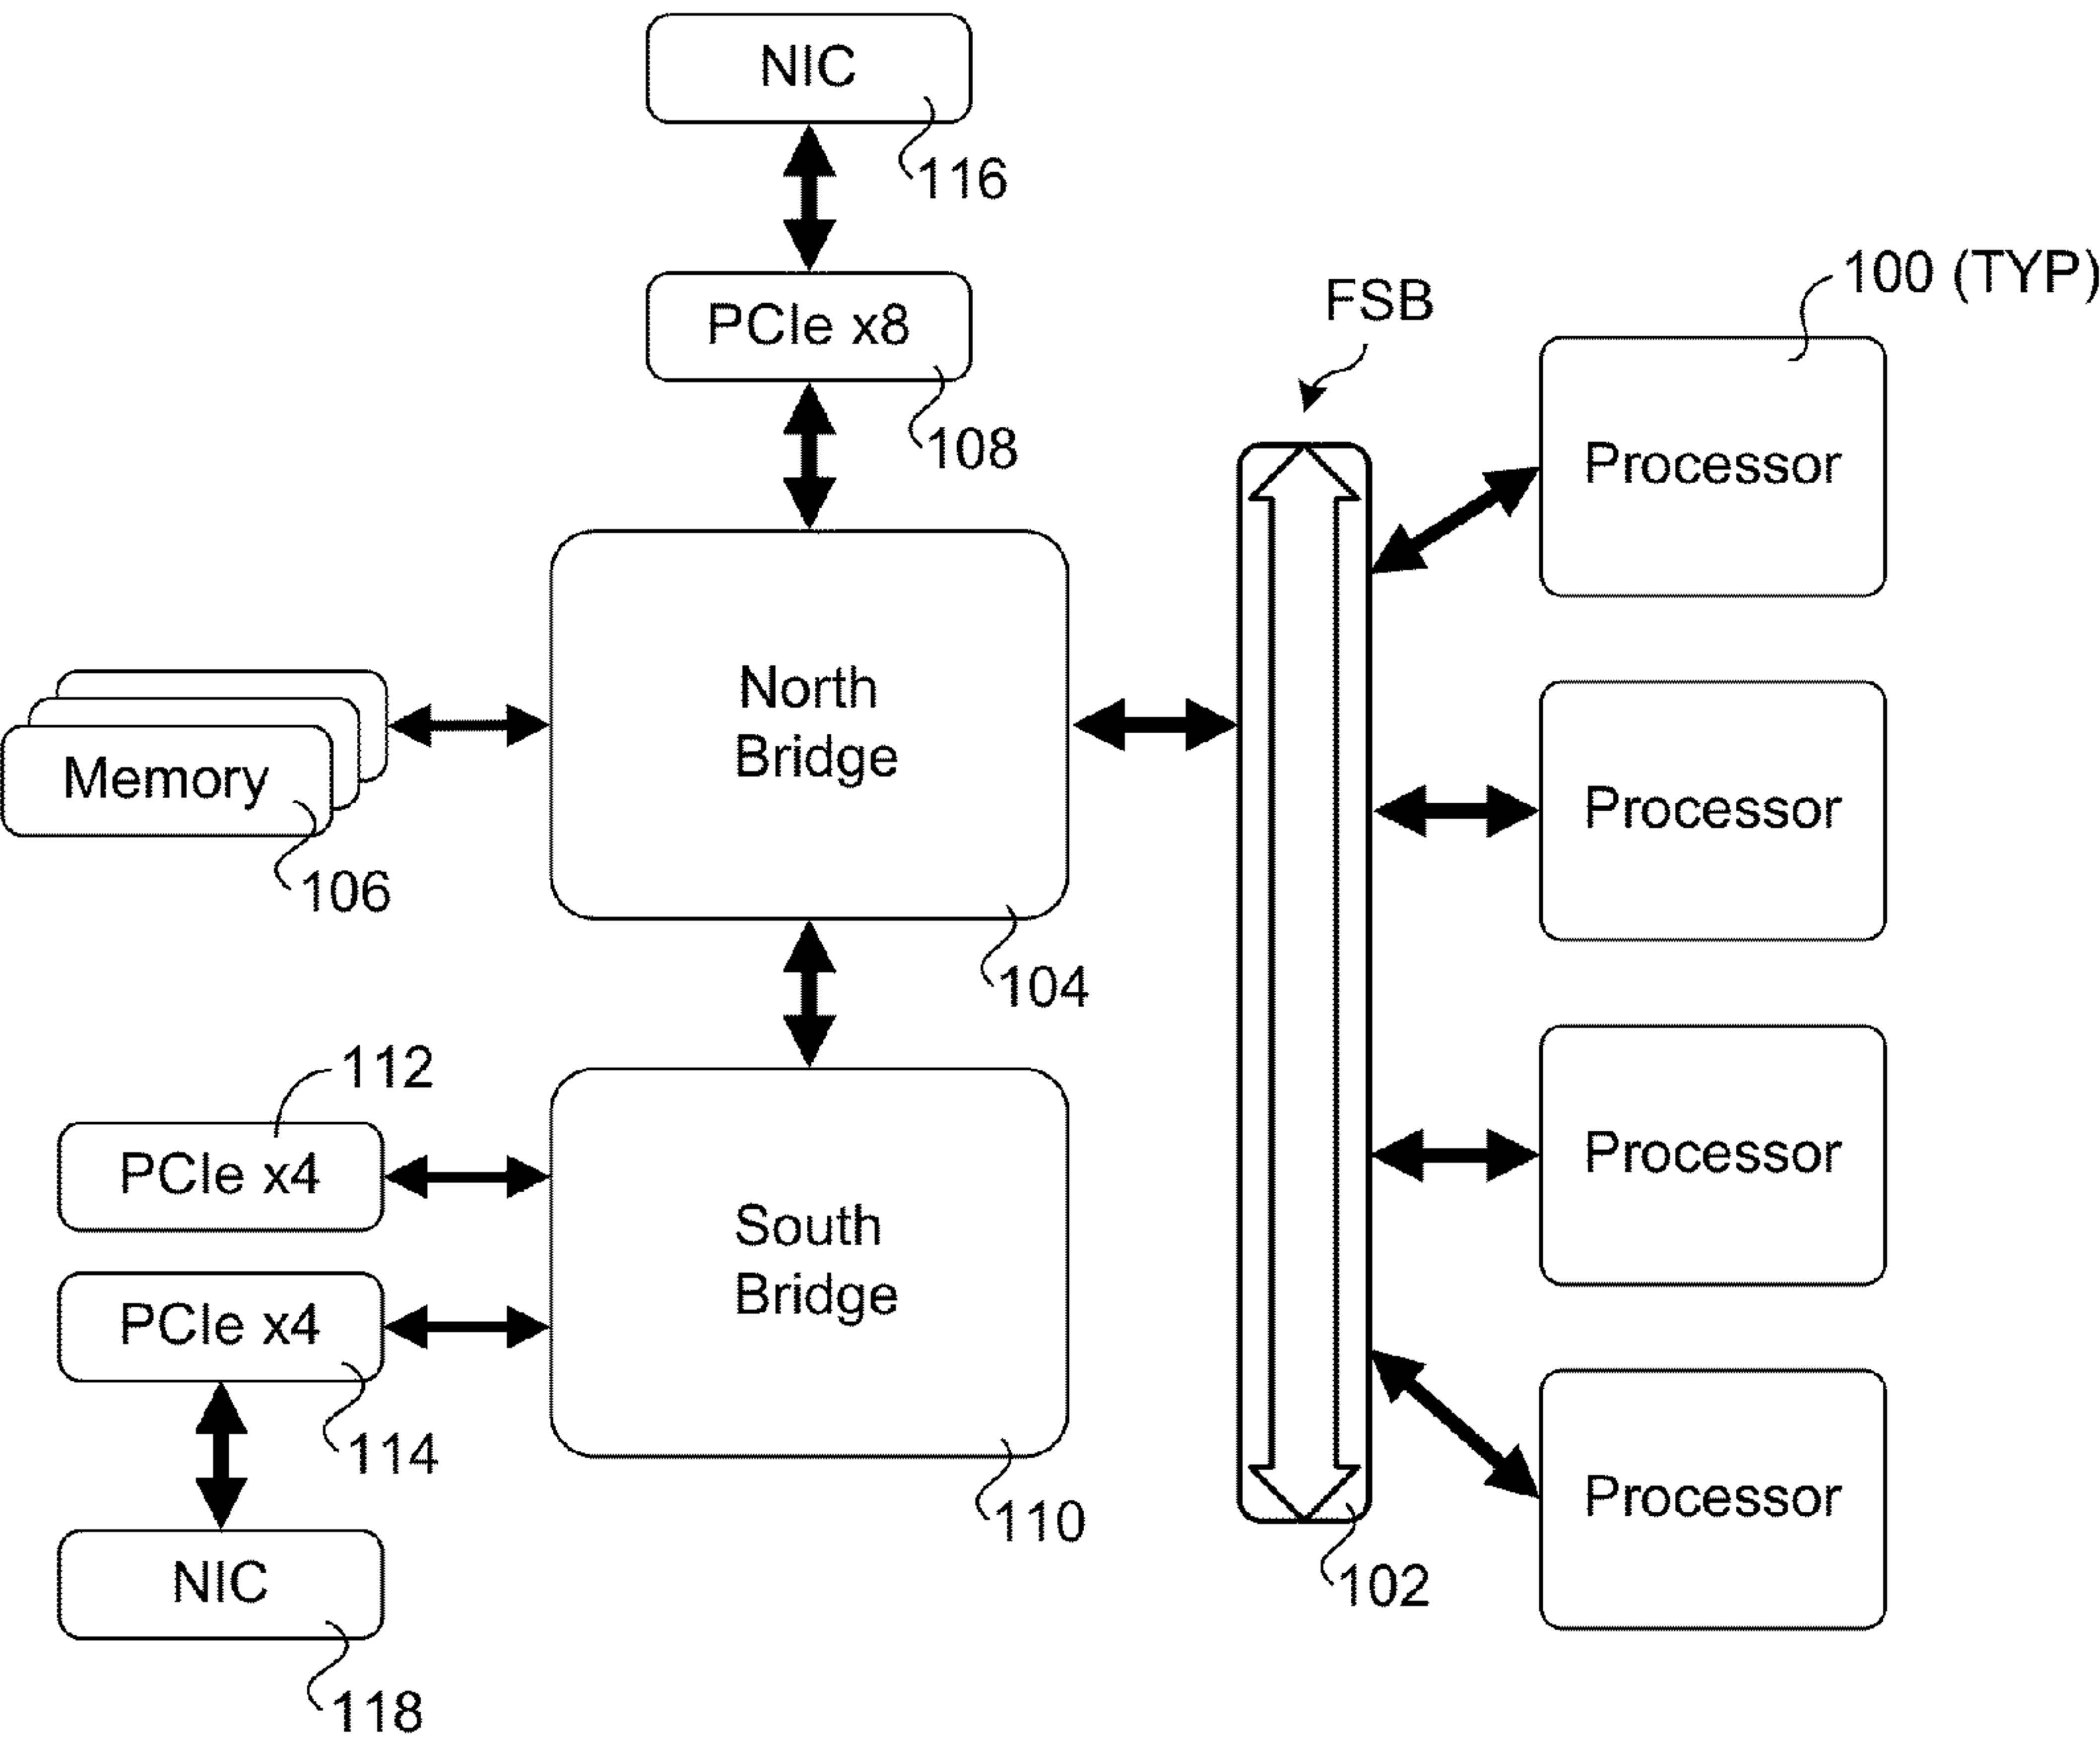 NIC
116
PCIe x8
108
FSB
100 (TYP)
Processor
North
Bridge
104
Memory
106
Processor
112
PCIe x4
South
Bridge
110
Processor
PCIe x4
114
Processor
102
NIC
118